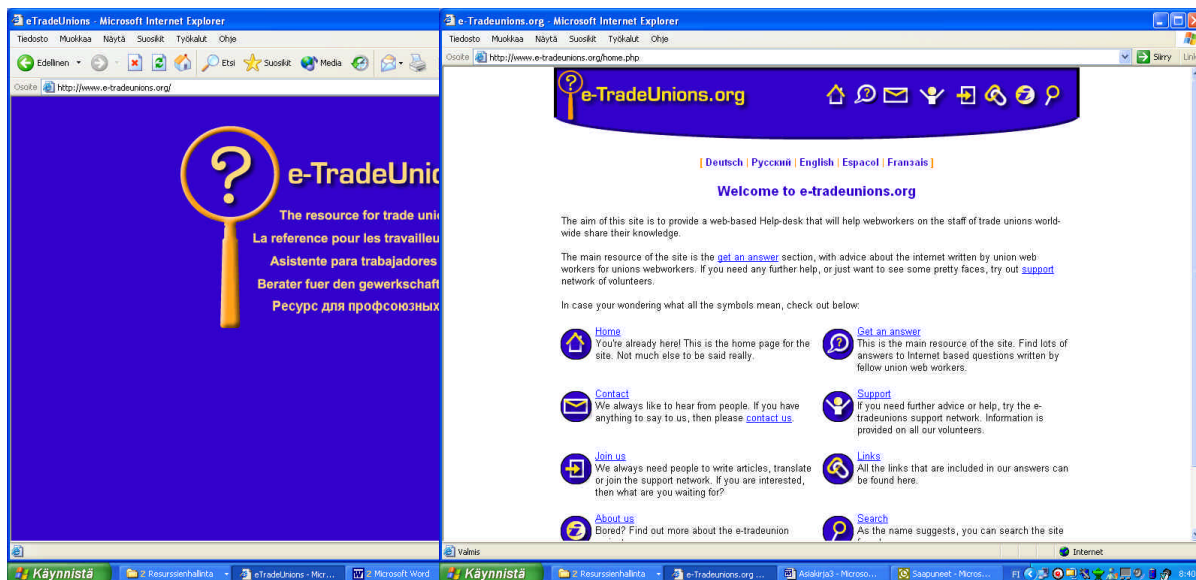 eTradeUnions - Microsoft Internet Explorer
Tiedosto Muokkaa Näytä Suosikit Työkalut Ohje
Edellinen Etsi Suosikit Media
Osoite http://www.e-tradeunions.org/
e-TradeUnio
The resource for trade unio
La reference pour les travailleu
Asistente para trabajadores
Berater fuer den gewerkschaft
Ресурс для профсоюзных
e-Tradeunions.org - Microsoft Internet Explorer
Tiedosto Muokkaa Näytä Suosikit Työkalut Ohje
Osoite http://www.e-tradeunions.org/home.php Siirry Link
e-TradeUnions.org
[ Deutsch | Русский | English | Espacol | Franзais ]
Welcome to e-tradeunions.org
The aim of this site is to provide a web-based Help-desk that will help webworkers on the staff of trade unions world-
wide share their knowledge.
The main resource of the site is the get an answer section, with advice about the internet written by union web
workers for unions webworkers. If you need any further help, or just want to see some pretty faces, try out support
network of volunteers.
In case your wondering what all the symbols mean, check out below:
Home
You're already here! This is the home page for the
site. Not much else to be said really.
Get an answer
This is the main resource of the site. Find lots of
answers to Internet based questions written by
fellow union web workers.
Contact
We always like to hear from people. If you have
anything to say to us, then please contact us.
Support
If you need further advice or help, try the e-
tradeunions support network. Information is
provided on all our volunteers.
Join us
We always need people to write articles, translate
or join the support network. If you are interested,
then what are you waiting for?
Links
All the links that are included in our answers can
be found here.
About us
Bored? Find out more about the e-tradeunion
Search
As the name suggests, you can search the site
Valmis Internet
Käynnistä 2 Resurssienhallinta eTradeUnions - Micr... 2 Microsoft Word
Käynnistä 2 Resurssienhallinta e-Tradeunions.org ... Asiakirja3 - Microso... Saapuneet - Micros... FI 8:40